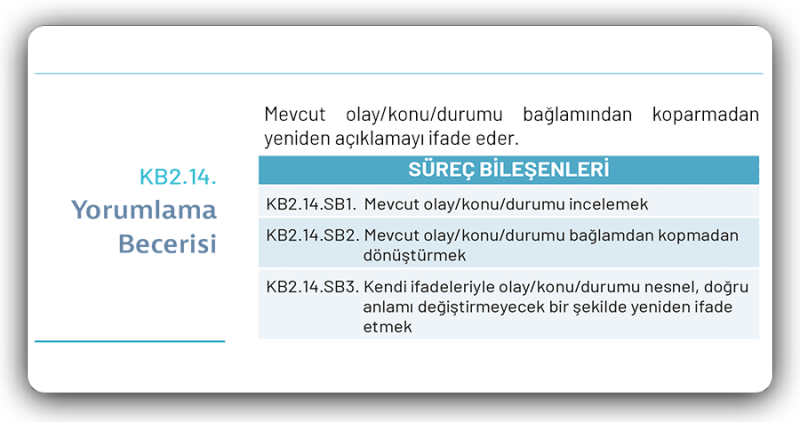 Mevcut olay/konu/durumu bağlamından koparmadan
yeniden açıklamayı ifade eder.
KB2.14.
Yorumlama
Becerisi
SÜREÇ BİLEŞENLERİ
KB2.14.SB1. Mevcut olay/konu/durumu incelemek
KB2.14.SB2. Mevcut olay/konu/durumu bağlamdan kopmadan
dönüştürmek
KB2.14.SB3. Kendi ifadeleriyle olay/konu/durumu nesnel, doğru
anlamı değiştirmeyecek bir şekilde yeniden ifade
etmek